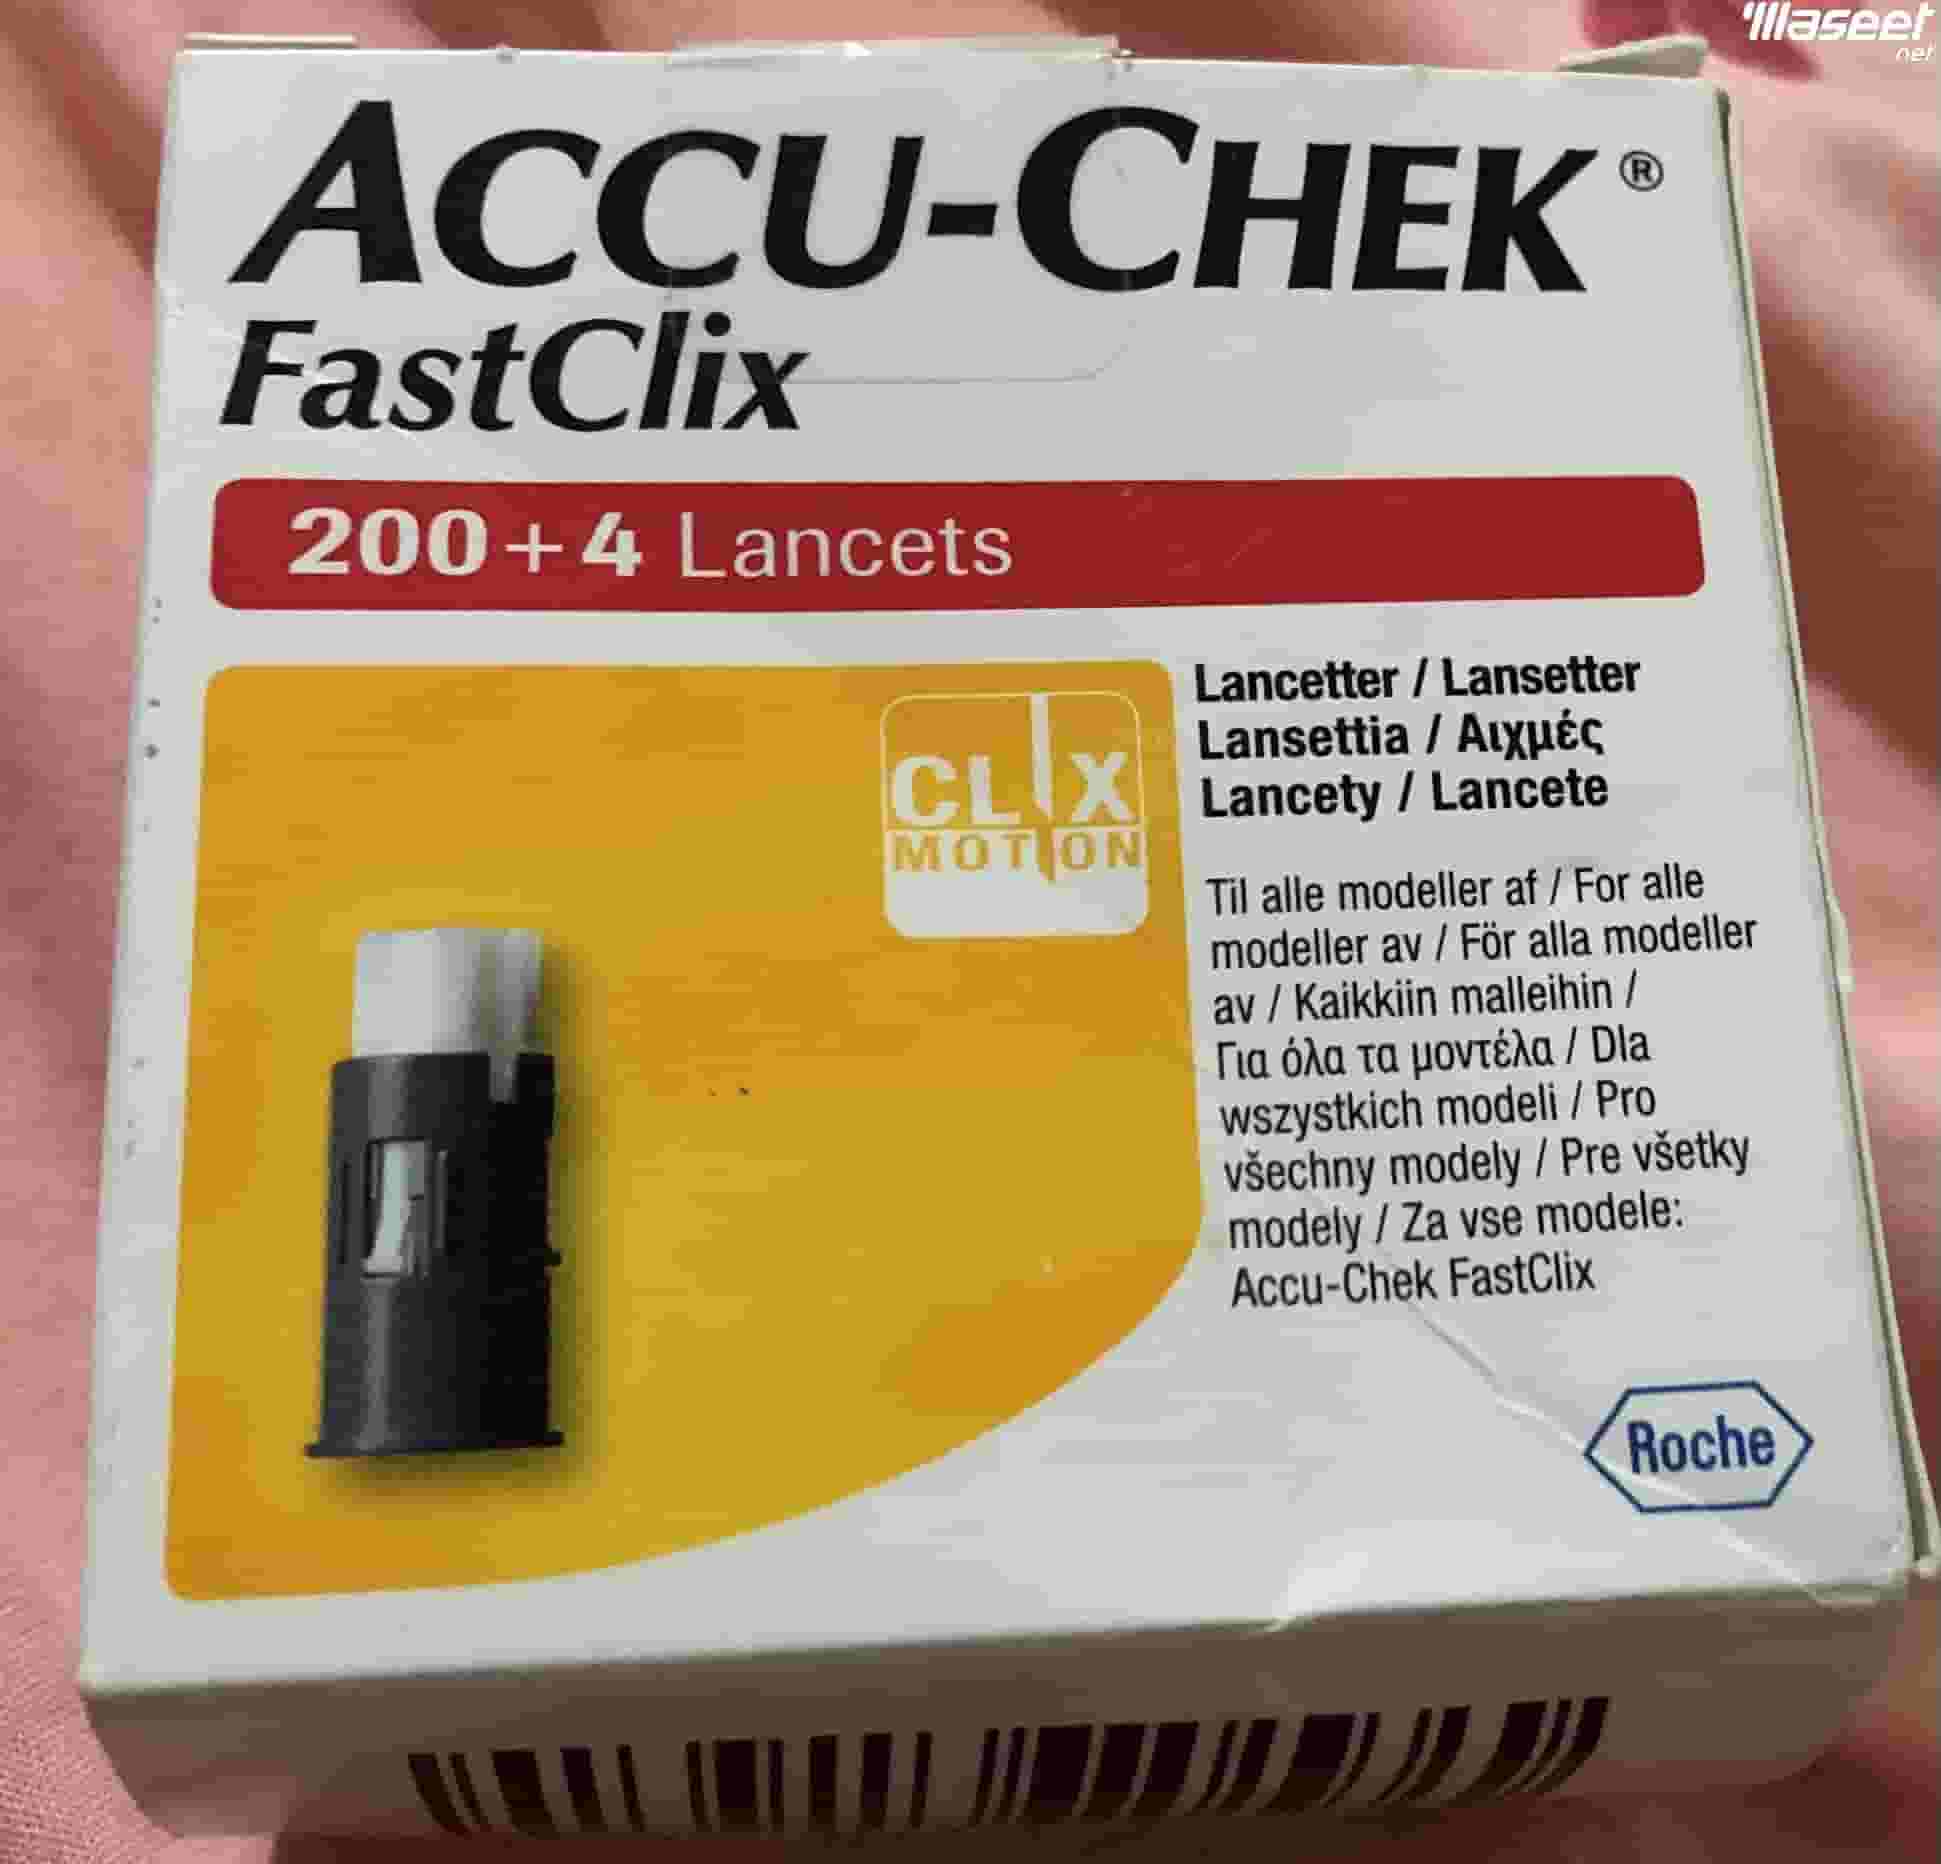 Waseet
net
ACCU-CHEK®
FastClix
200+4 Lancets
CLIX
MOTION
Lancetter / Lansetter
Lansettia / Αιχμές
Lancety / Lancete
Til alle modeller af / For alle
modeller av / För alla modeller
av / Kaikkiin malleihin /
Για όλα τα μοντέλα / Dla
wszystkich modeli / Pro
všechny modely / Pre všetky
modely / Za vse modele:
Accu-Chek FastClix
Roche